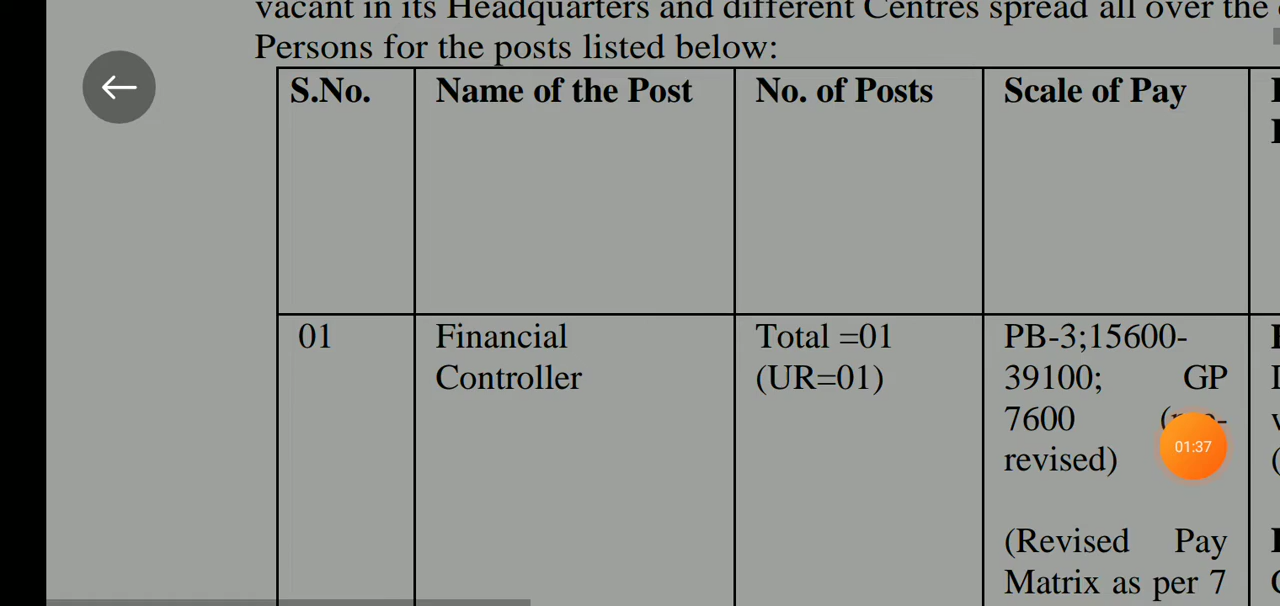 vacant in its Headquarters and different Centres spread all over the
Persons for the posts listed below:
S.No.
Name of the Post
No. of Posts
Scale of Pay
01
Financial
Controller
Total =01
(UR=01)
PB-3;15600-
39100; GP
7600
revised)
(Revised Pay
Matrix as per 7
01:37